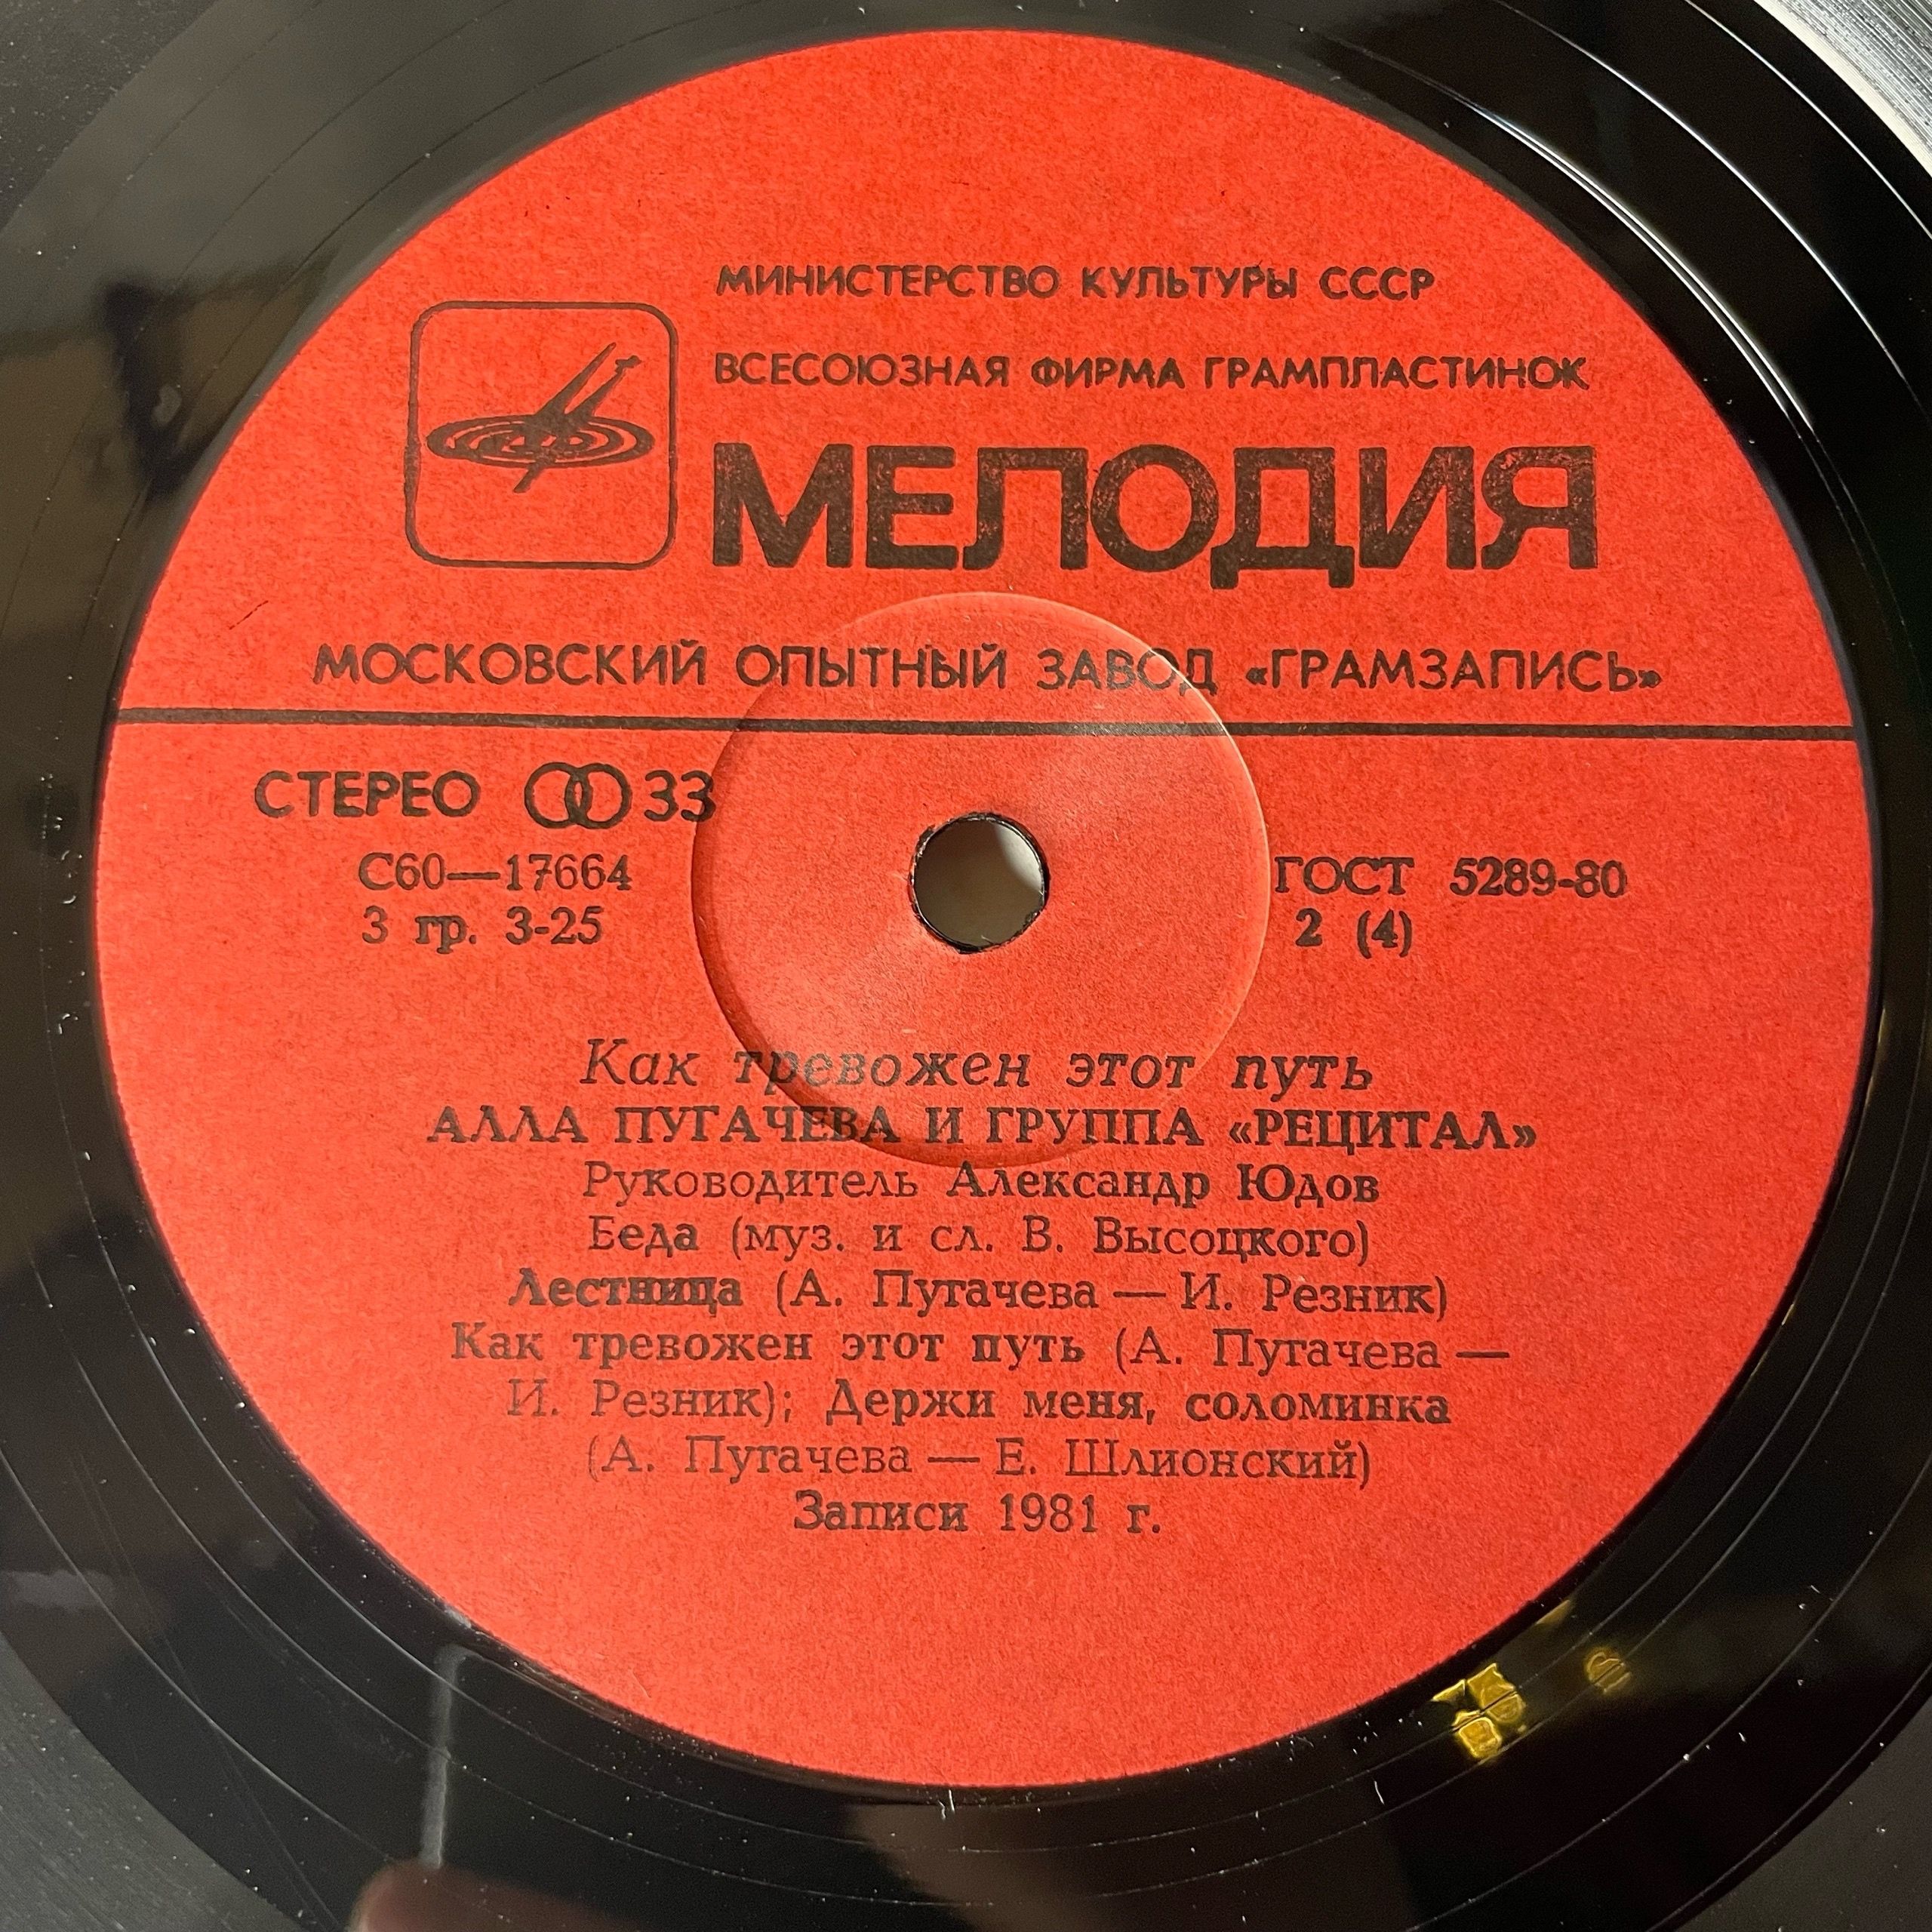 МИНИСТЕРСТВО КУЛЬТУРЫ СССР
ВСЕСОЮЗНАЯ ФИРМА ГРАМПЛАСТИНОК
МЕЛОДИЯ
МОСКОВСКИЙ ОПЫТНЫЙ ЗАВОД «ГРАМЗАПИСЬ»
СТЕРЕО 33
С60—17664
3 гр. 3-25
ГОСТ 5289-80
2 (4)
Как тревожен этот путь
АЛЛА ПУГАЧЕВА И ГРУППА «РЕЦИТАЛ»
Руководитель Александр Юдов
Беда (муз. и сл. В. Высоцкого)
Лестница (А. Пугачева — И. Резник)
Как тревожен этот путь (А. Пугачева —
И. Резник); Держи меня, соломинка
(А. Пугачева — Е. Шлионский)
Записи 1981 г.